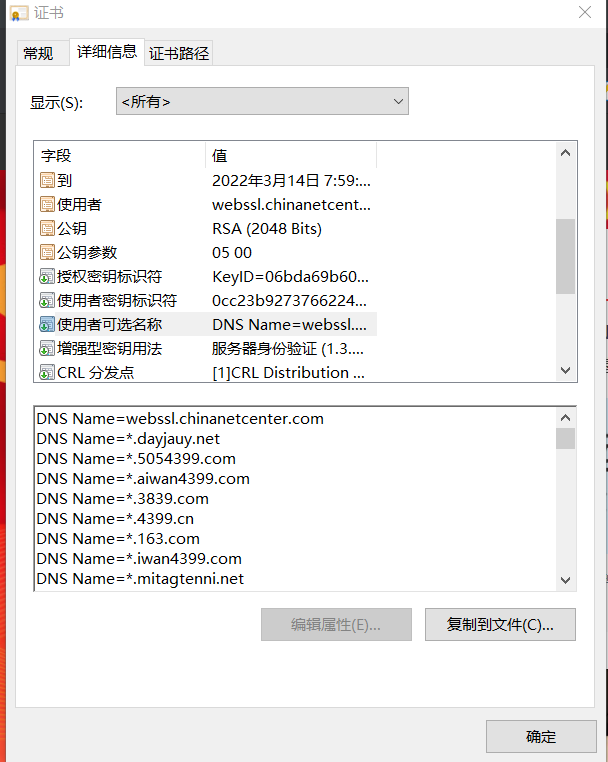 证书
常规 详细信息 证书路径
显示(S): <所有>
字段 值
到 2022年3月14日 7:59:...
使用者 webssl.chinanetcent...
公钥 RSA (2048 Bits)
公钥参数 05 00
授权密钥标识符 KeyID=06bda69b60...
使用者密钥标识符 0cc23b9273766224...
使用者可选名称 DNS Name=webssl....
增强型密钥用法 服务器身份验证 (1.3....
CRL 分发点 [1]CRL Distribution ...
DNS Name=webssl.chinanetcenter.com
DNS Name=*.dayjauy.net
DNS Name=*.5054399.com
DNS Name=*.aiwan4399.com
DNS Name=*.3839.com
DNS Name=*.4399.cn
DNS Name=*.163.com
DNS Name=*.iwan4399.com
DNS Name=*.mitagtenni.net
编辑属性(E)... 复制到文件(C)...
确定